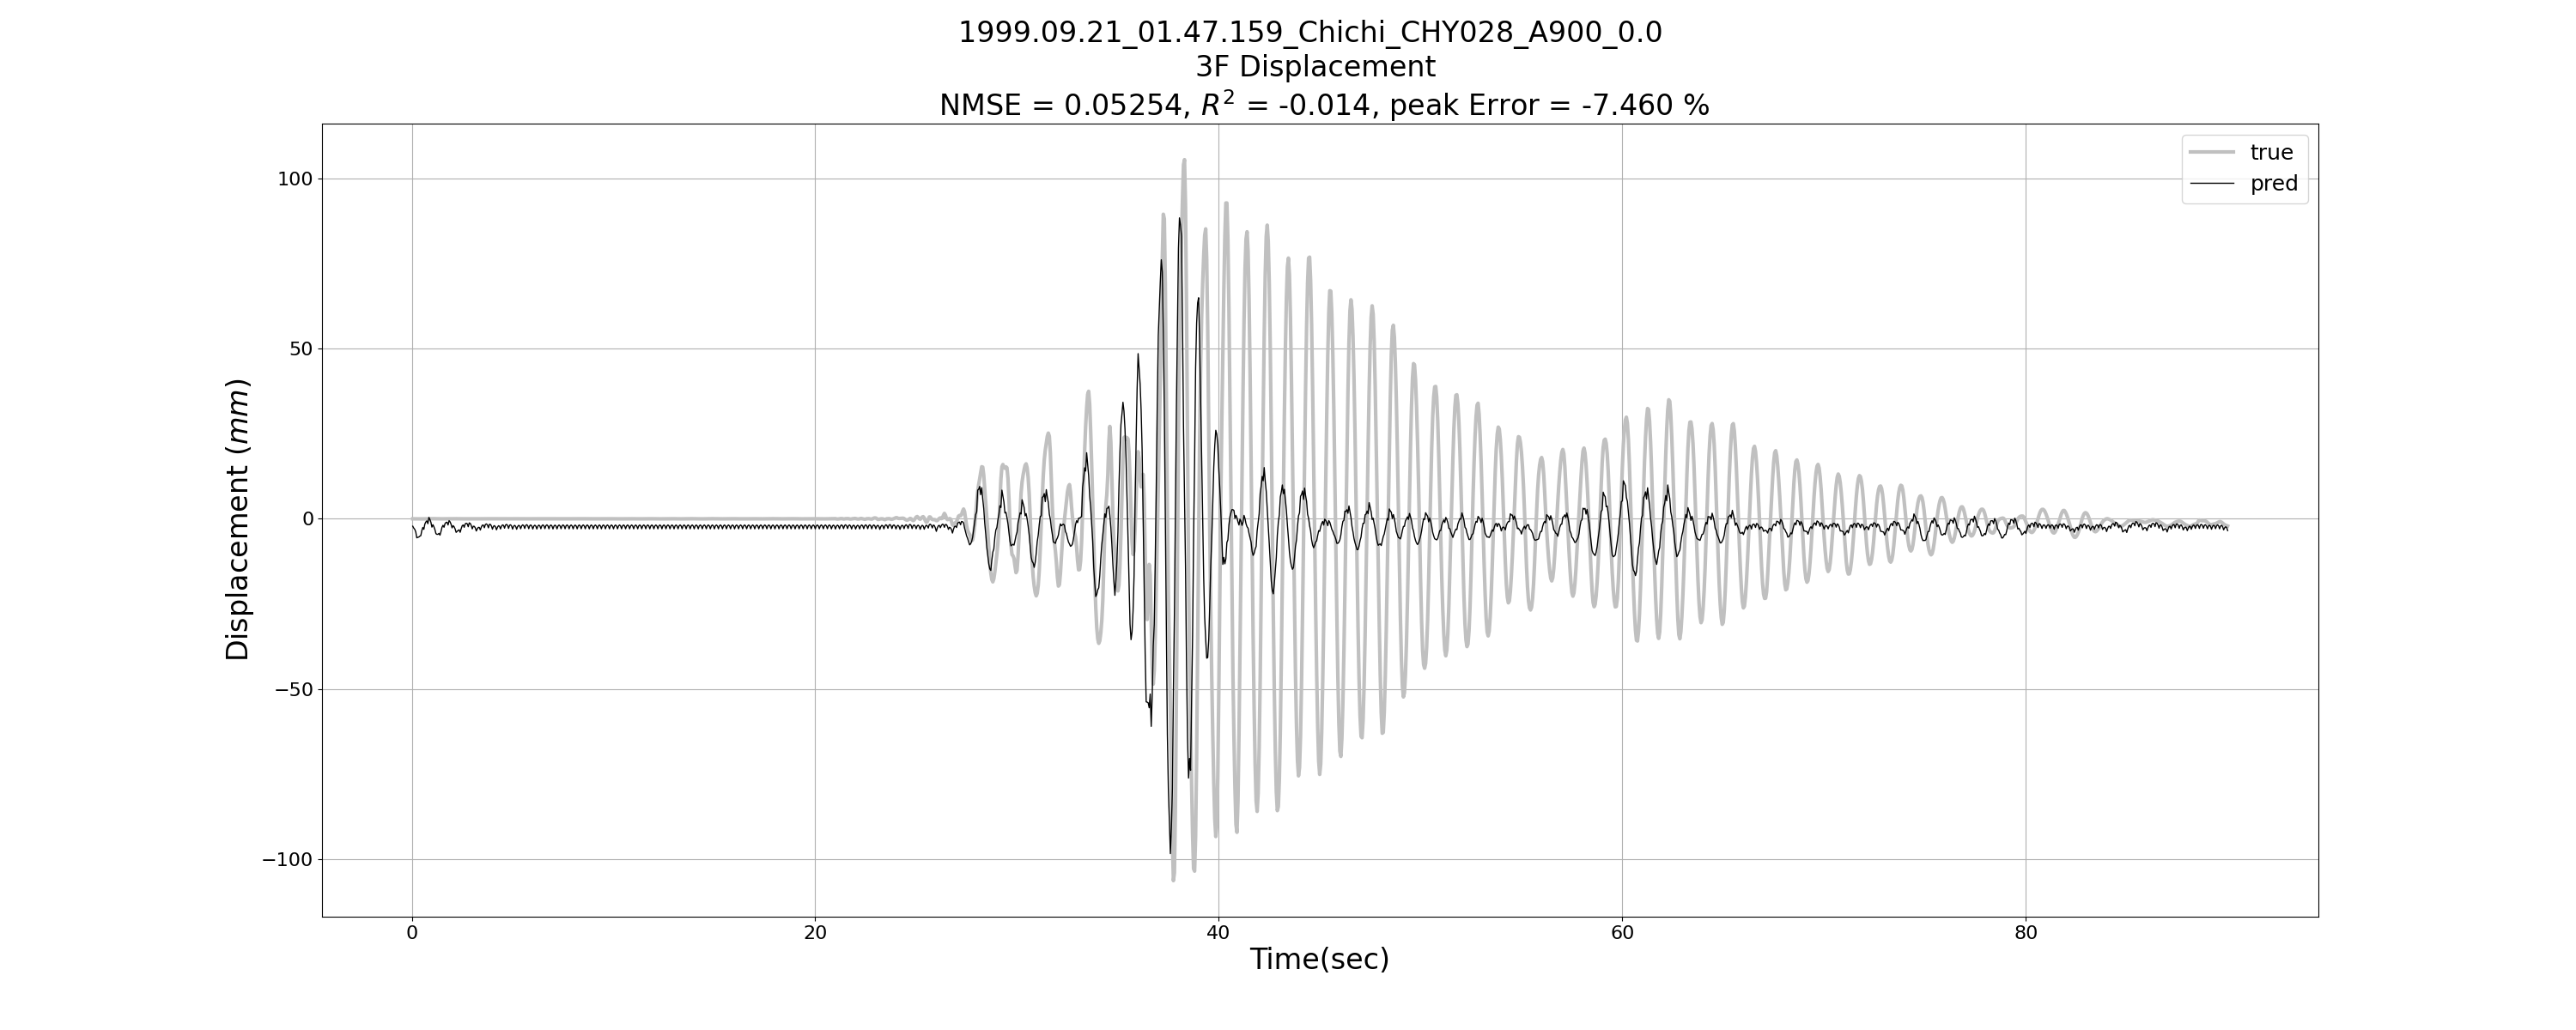 1999.09.21_01.47.159_Chichi_CHY028_A900_0.0
3F Displacement
NMSE = 0.05254, R² = -0.014, peak Error = -7.460 %
true
pred
100
50
0
−50
−100
Displacement (mm)
0
20
40
60
80
Time(sec)